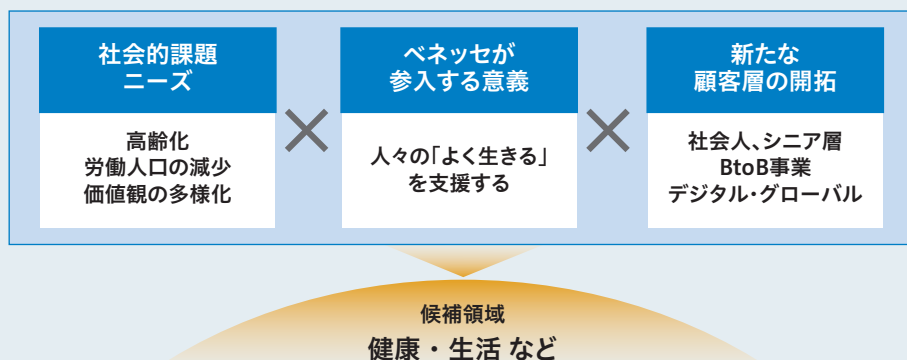 社会的課題
ニーズ
高齢化
労働人口の減少
価値観の多様化
×
ベネッセが
参入する意義
人々の「よく生きる」
を支援する
×
新たな
顧客層の開拓
社会人、シニア層
BtoB事業
デジタル・グローバル
候補領域
健康・生活 など